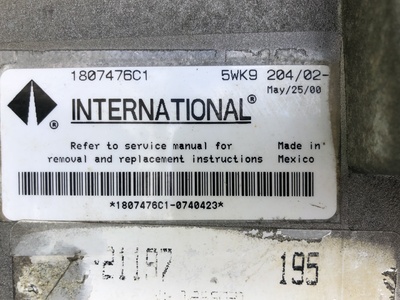 1807476C1 5WK9 204/02-
May/25/00
® INTERNATIONAL®
Refer to service manual for Made in
removal and replacement instructions Mexico
*1807476C1-0740423*
-21197 195